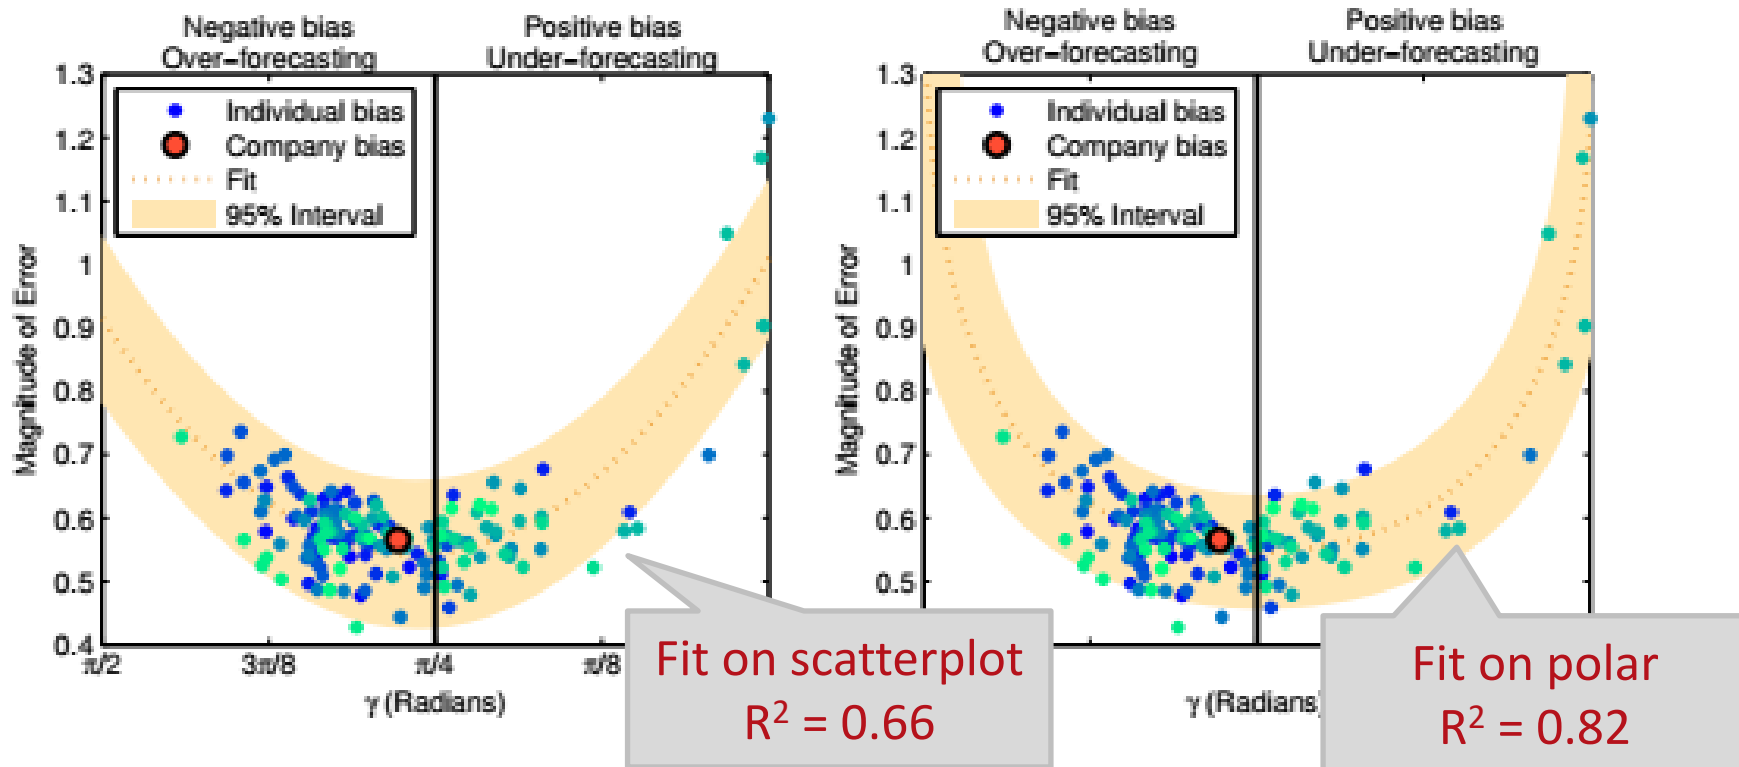 Negative bias
Over-forecasting
Positive bias
Under-forecasting
1.3
1.2
1.1
1
0.9
0.8
0.7
0.6
0.5
0.4
Magnitude of Error
Individual bias
Company bias
Fit
95% Interval
π/2
3π/8
π/4
π/8
γ (Radians)
Fit on scatterplot
R² = 0.66
Negative bias
Over-forecasting
Positive bias
Under-forecasting
1.3
1.2
1.1
1
0.9
0.8
0.7
0.6
0.5
Magnitude of Error
Individual bias
Company bias
Fit
95% Interval
γ (Radians)
Fit on polar
R² = 0.82